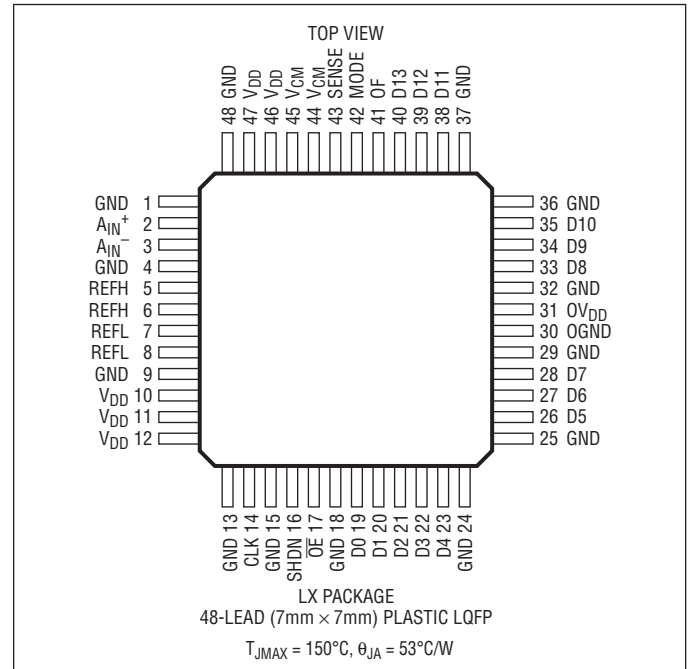 TOP VIEW
48 GND
47 VDD
46 VDD
45 VCM
44 VCM
43 SENSE
42 MODE
41 OF
40 D13
39 D12
38 D11
37 GND
GND 1
AIN+ 2
AIN– 3
GND 4
REFH 5
REFH 6
REFL 7
REFL 8
GND 9
VDD 10
VDD 11
VDD 12
36 GND
35 D10
34 D9
33 D8
32 GND
31 OVDD
30 OGND
29 GND
28 D7
27 D6
26 D5
25 GND
GND 13
CLK 14
GND 15
SHDN 16
O̅E̅ 17
GND 18
D0 19
D1 20
D2 21
D3 22
D4 23
GND 24
LX PACKAGE
48-LEAD (7mm × 7mm) PLASTIC LQFP
TJMAX = 150°C, θJA = 53°C/W